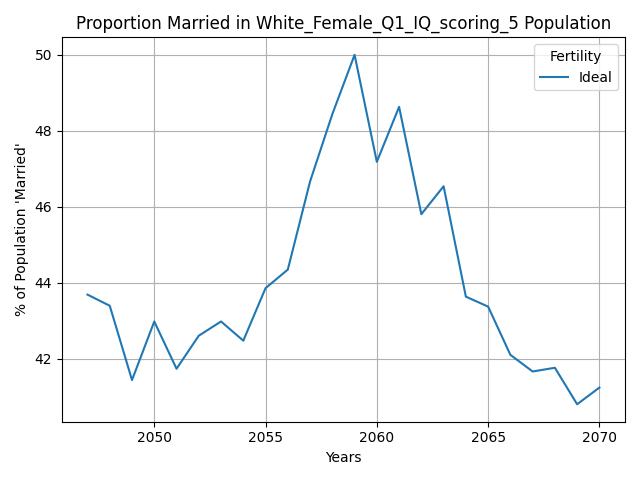 Proportion Married in White_Female_Q1_IQ_scoring_5 Population
% of Population 'Married'
50
48
46
44
42
Fertility
Ideal
2050 2055 2060 2065 2070
Years